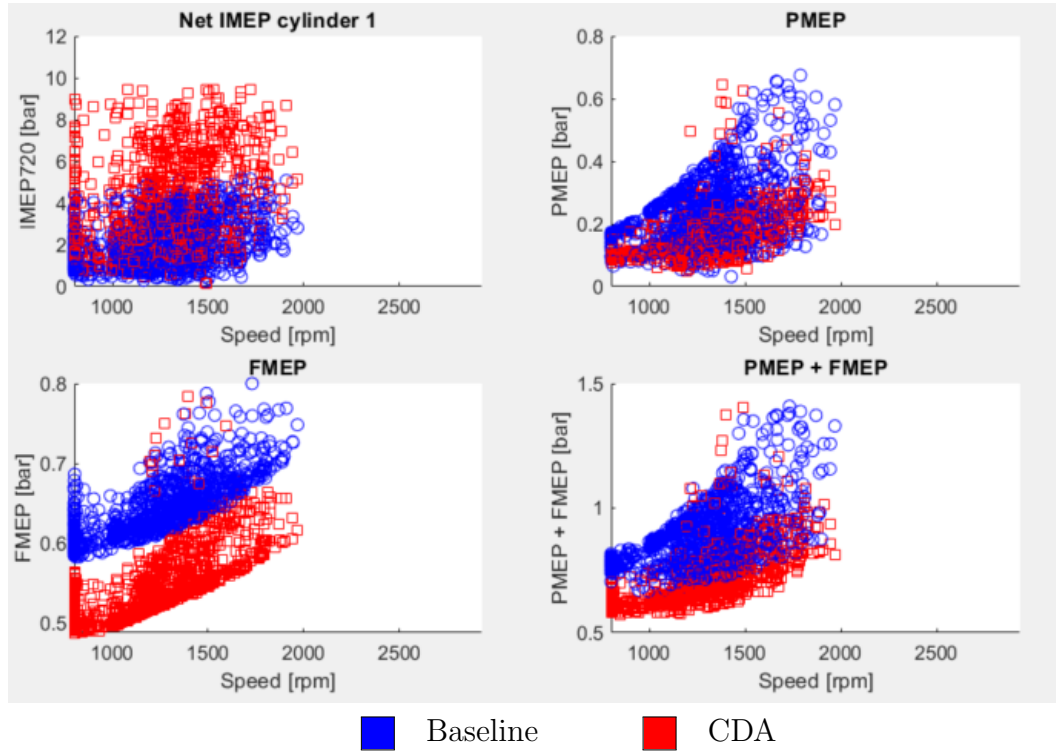 Net IMEP cylinder 1
12
10
8
6
4
2
0
IMEP720 [bar]
1000 1500 2000 2500
Speed [rpm]
PMEP
0.8
0.6
0.4
0.2
0
PMEP [bar]
1000 1500 2000 2500
Speed [rpm]
FMEP
0.8
0.7
0.6
0.5
FMEP [bar]
1000 1500 2000 2500
Speed [rpm]
PMEP + FMEP
1.5
1
0.5
PMEP + FMEP [bar]
1000 1500 2000 2500
Speed [rpm]
Baseline CDA